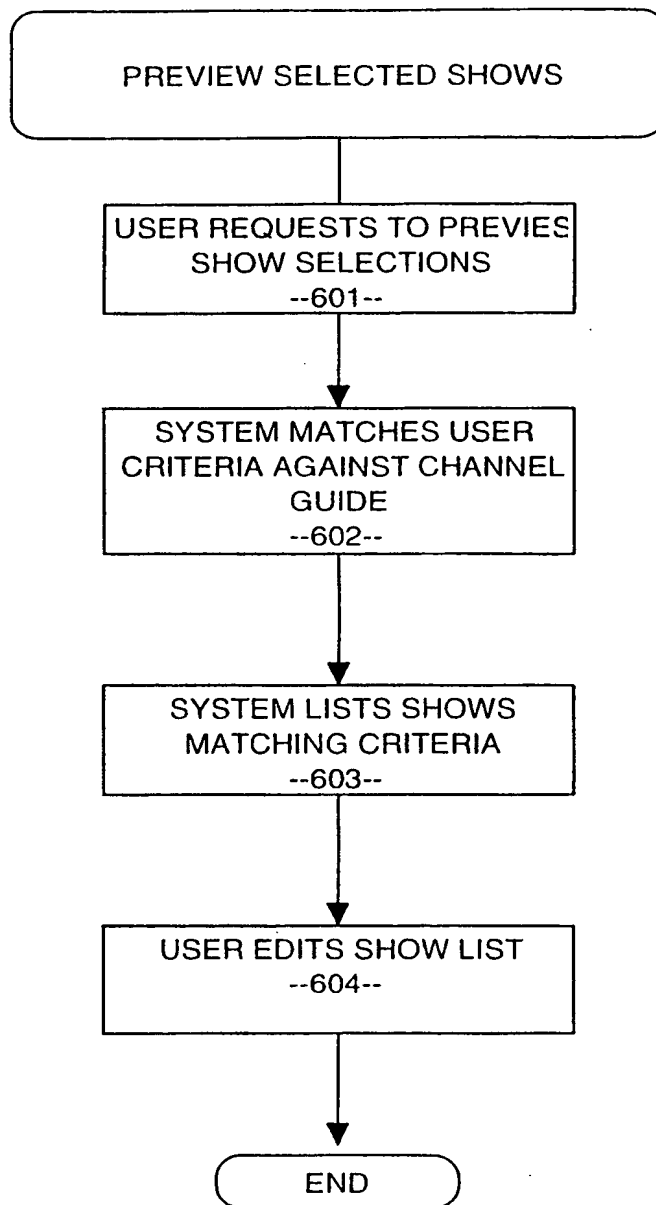 PREVIEW SELECTED SHOWS
USER REQUESTS TO PREVIES
SHOW SELECTIONS
--601--
SYSTEM MATCHES USER
CRITERIA AGAINST CHANNEL
GUIDE
--602--
SYSTEM LISTS SHOWS
MATCHING CRITERIA
--603--
USER EDITS SHOW LIST
--604--
END